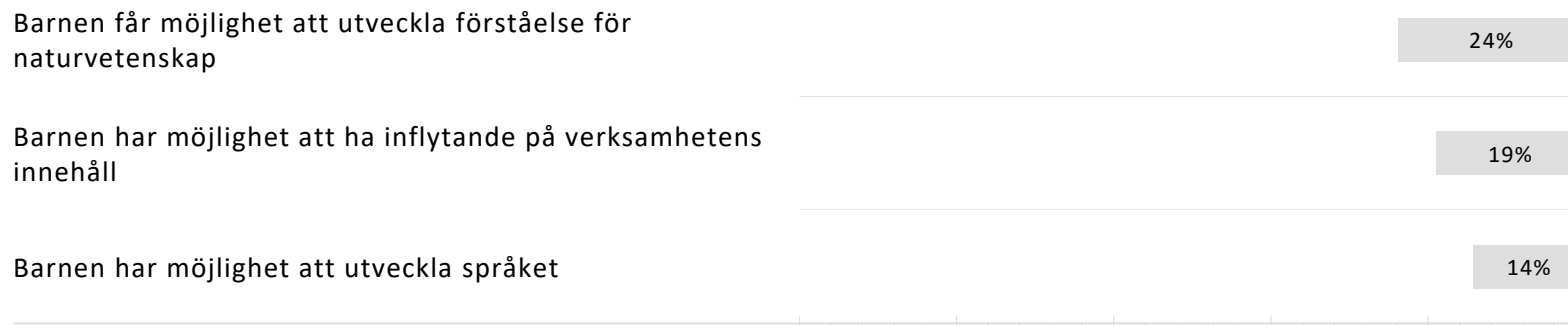 Barnen får möjlighet att utveckla förståelse för
naturvetenskap
24%
Barnen har möjlighet att ha inflytande på verksamhetens
innehåll
19%
Barnen har möjlighet att utveckla språket
14%